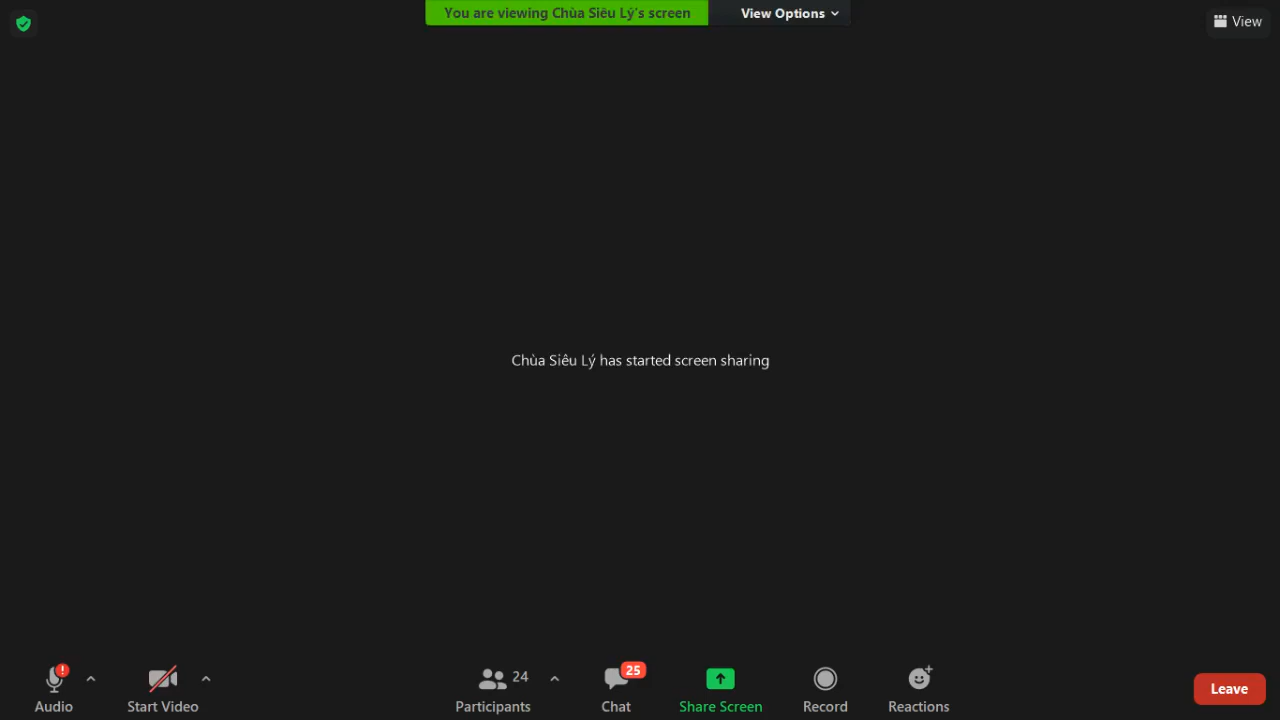 You are viewing Chùa Siêu Lý's screen
View Options
View
Chùa Siêu Lý has started screen sharing
24
25
Audio
Start Video
Participants
Chat
Share Screen
Record
Reactions
Leave